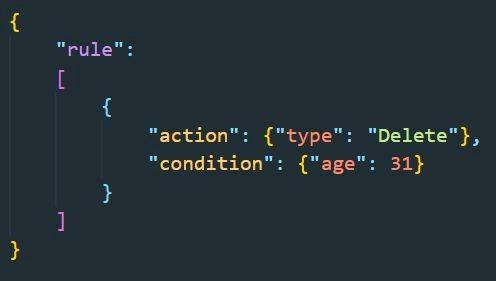 {
    "rule":
    [
        {
            "action": {"type": "Delete"},
            "condition": {"age": 31}
        }
    ]
}